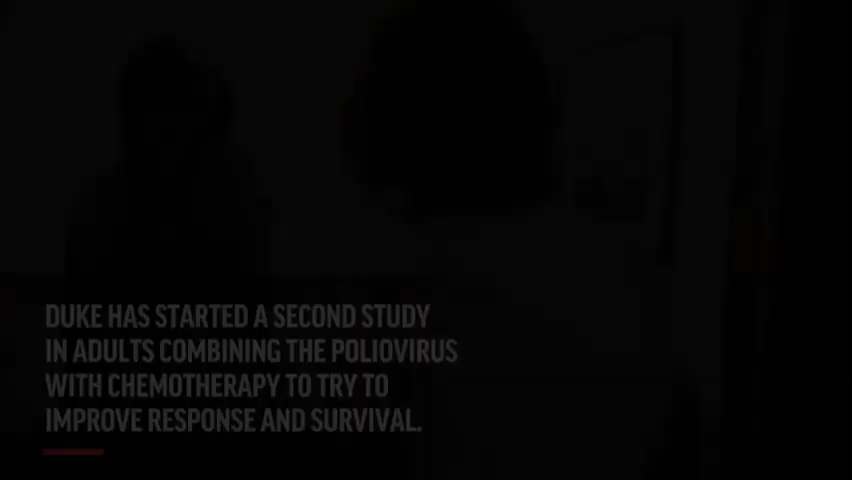 DUKE HAS STARTED A SECOND STUDY
IN ADULTS COMBINING THE POLIOVIRUS
WITH CHEMOTHERAPY TO TRY TO
IMPROVE RESPONSE AND SURVIVAL.